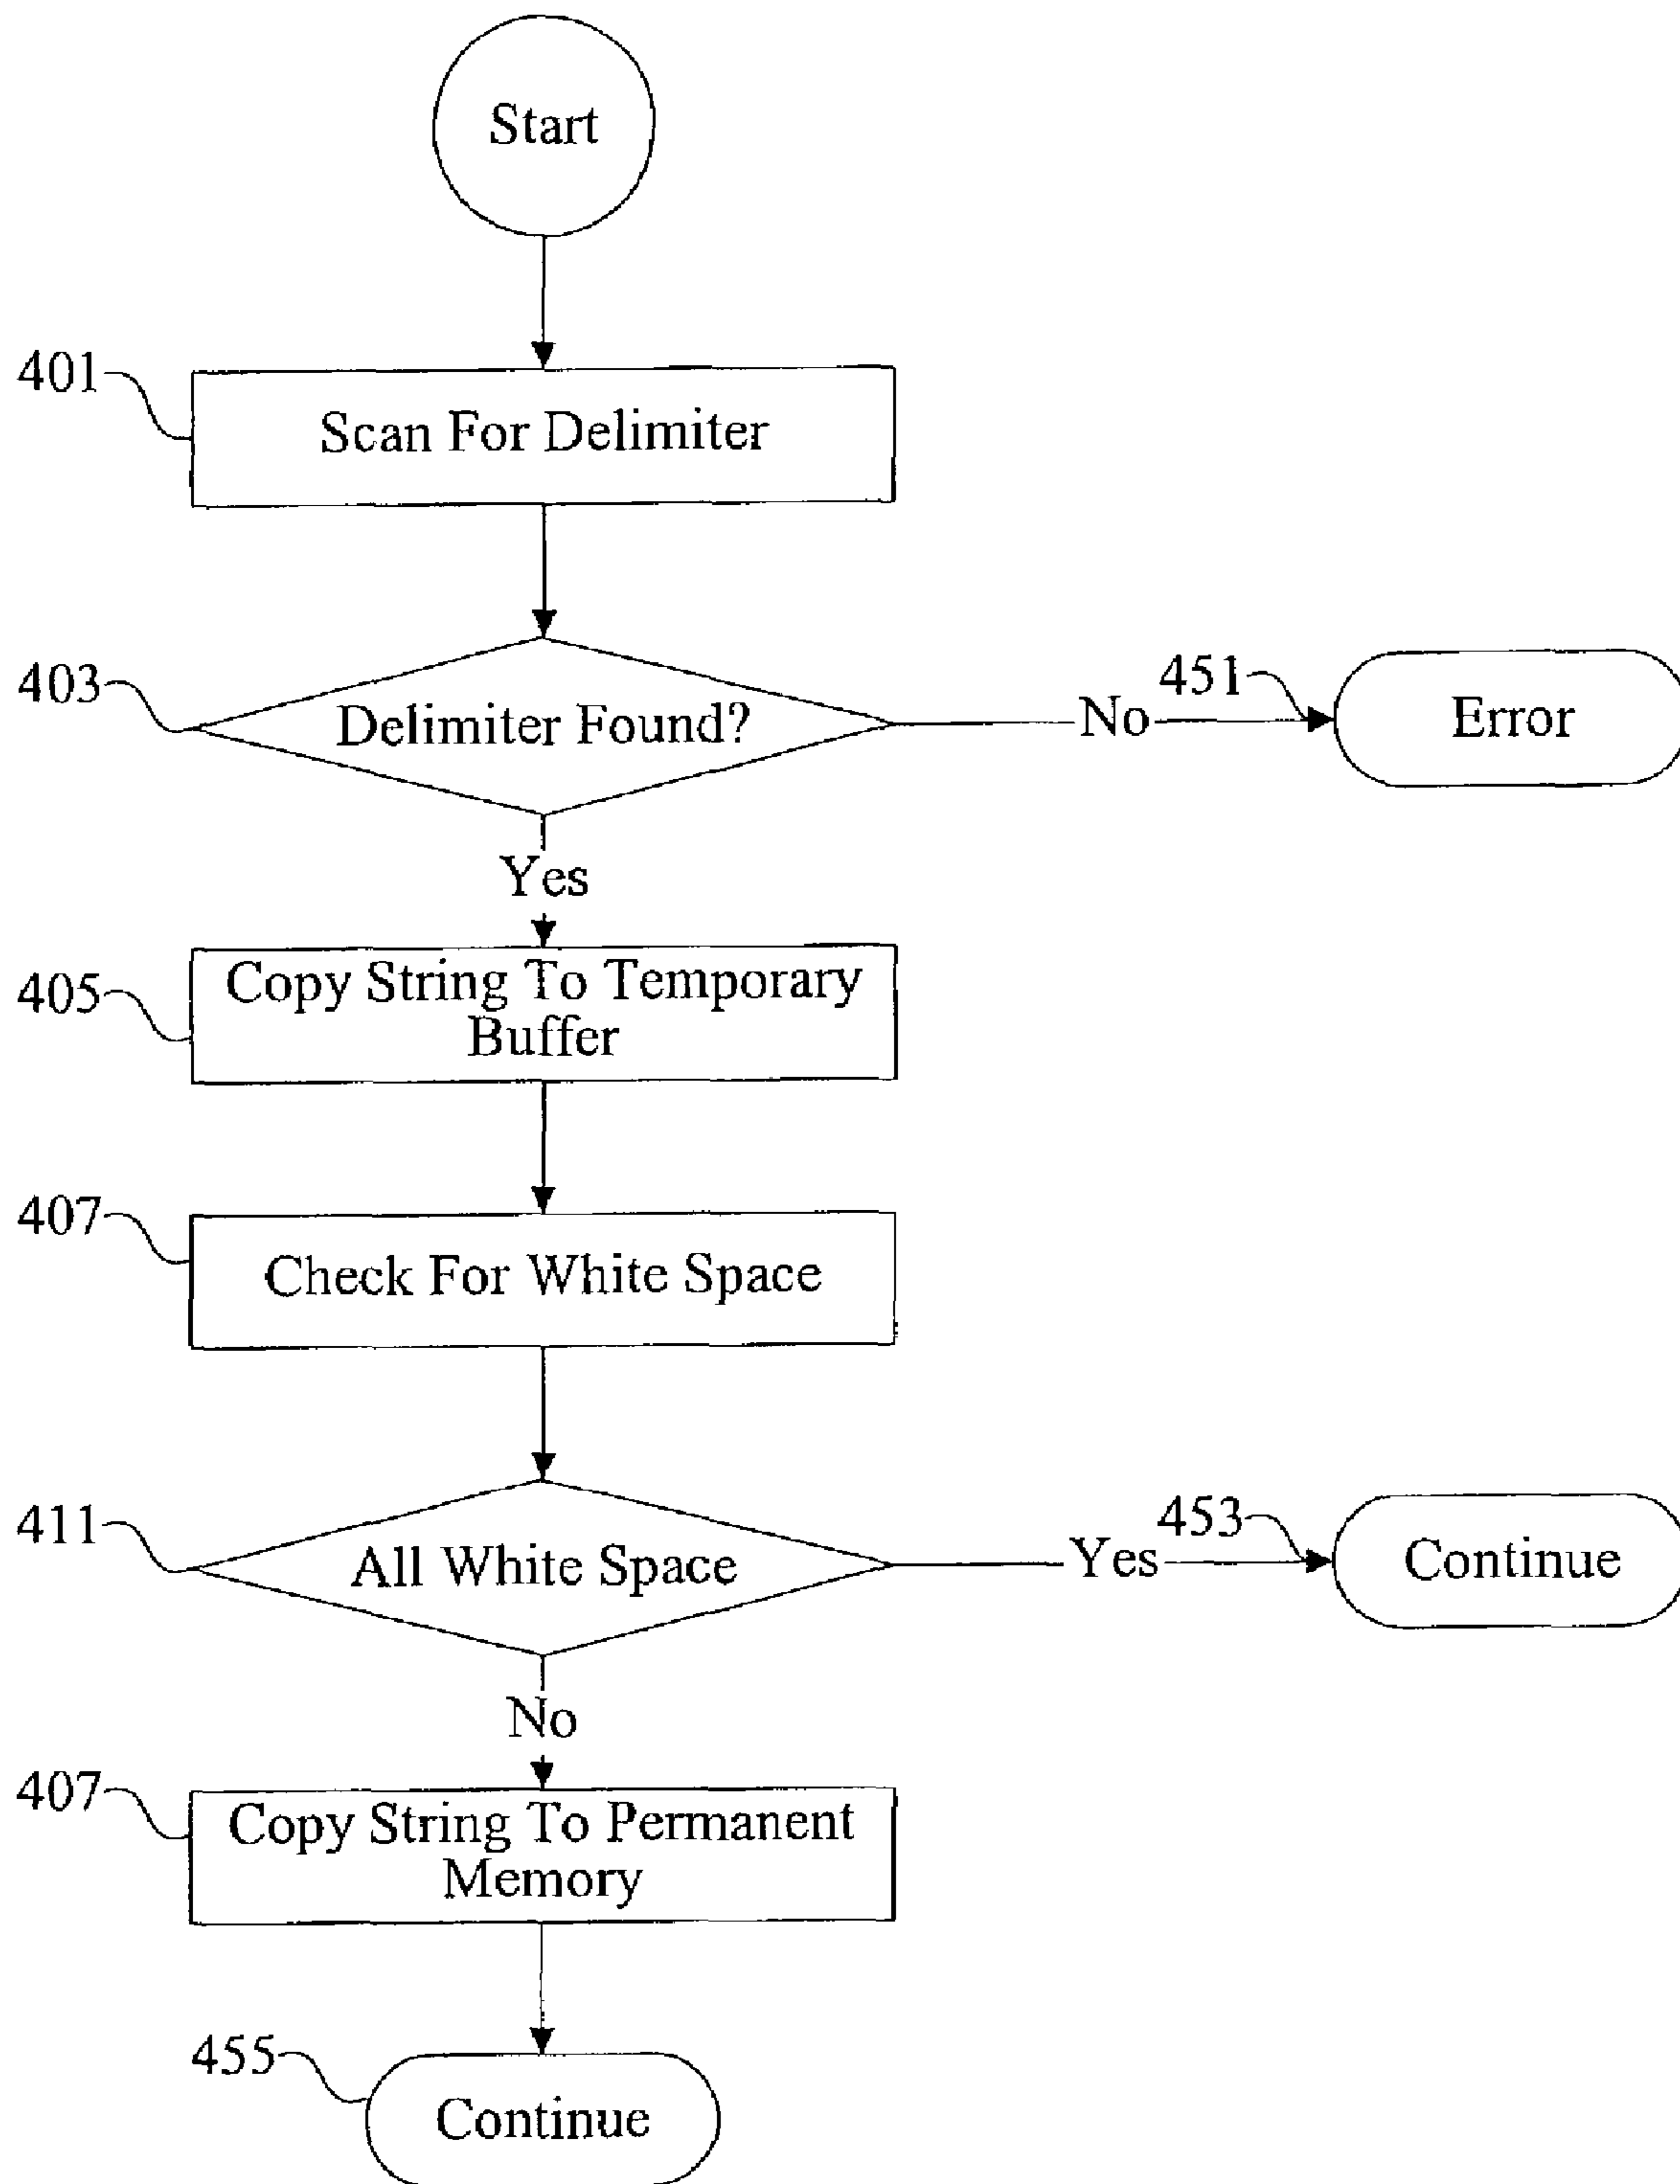 Start
401
Scan For Delimiter
403
Delimiter Found?
No
451
Error
Yes
405
Copy String To Temporary
Buffer
407
Check For White Space
411
All White Space
Yes
453
Continue
No
407
Copy String To Permanent
Memory
455
Continue